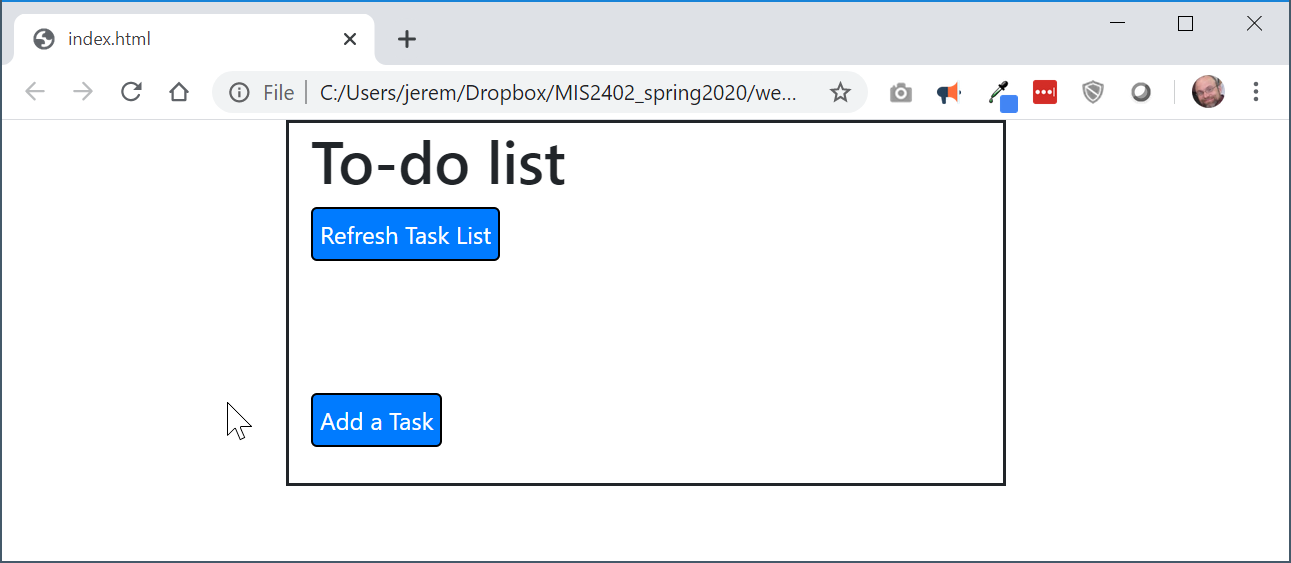 index.html
File C:/Users/jerem/Dropbox/MIS2402_spring2020/we...
To-do list
Refresh Task List
Add a Task